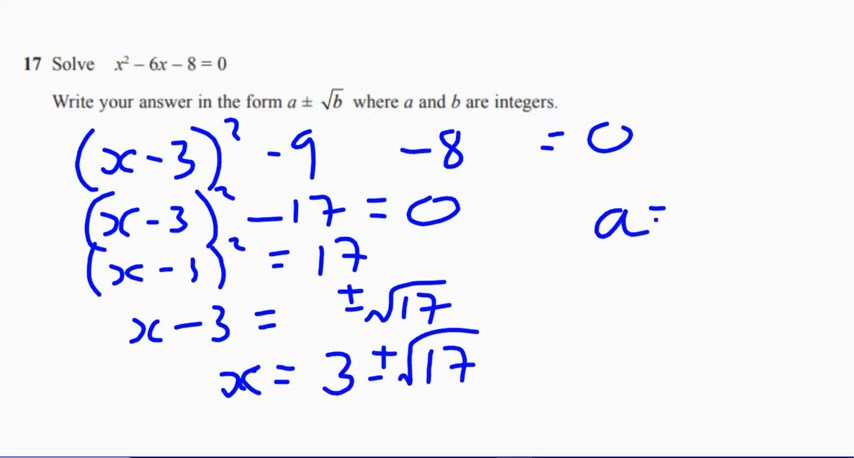 17 Solve x² − 6x − 8 = 0
Write your answer in the form a ± √b where a and b are integers.
(x − 3)² − 9 − 8 = 0
(x − 3)² − 17 = 0
a =
(x − 1)² = 17
x − 3 = ± √17
x = 3 ± √17